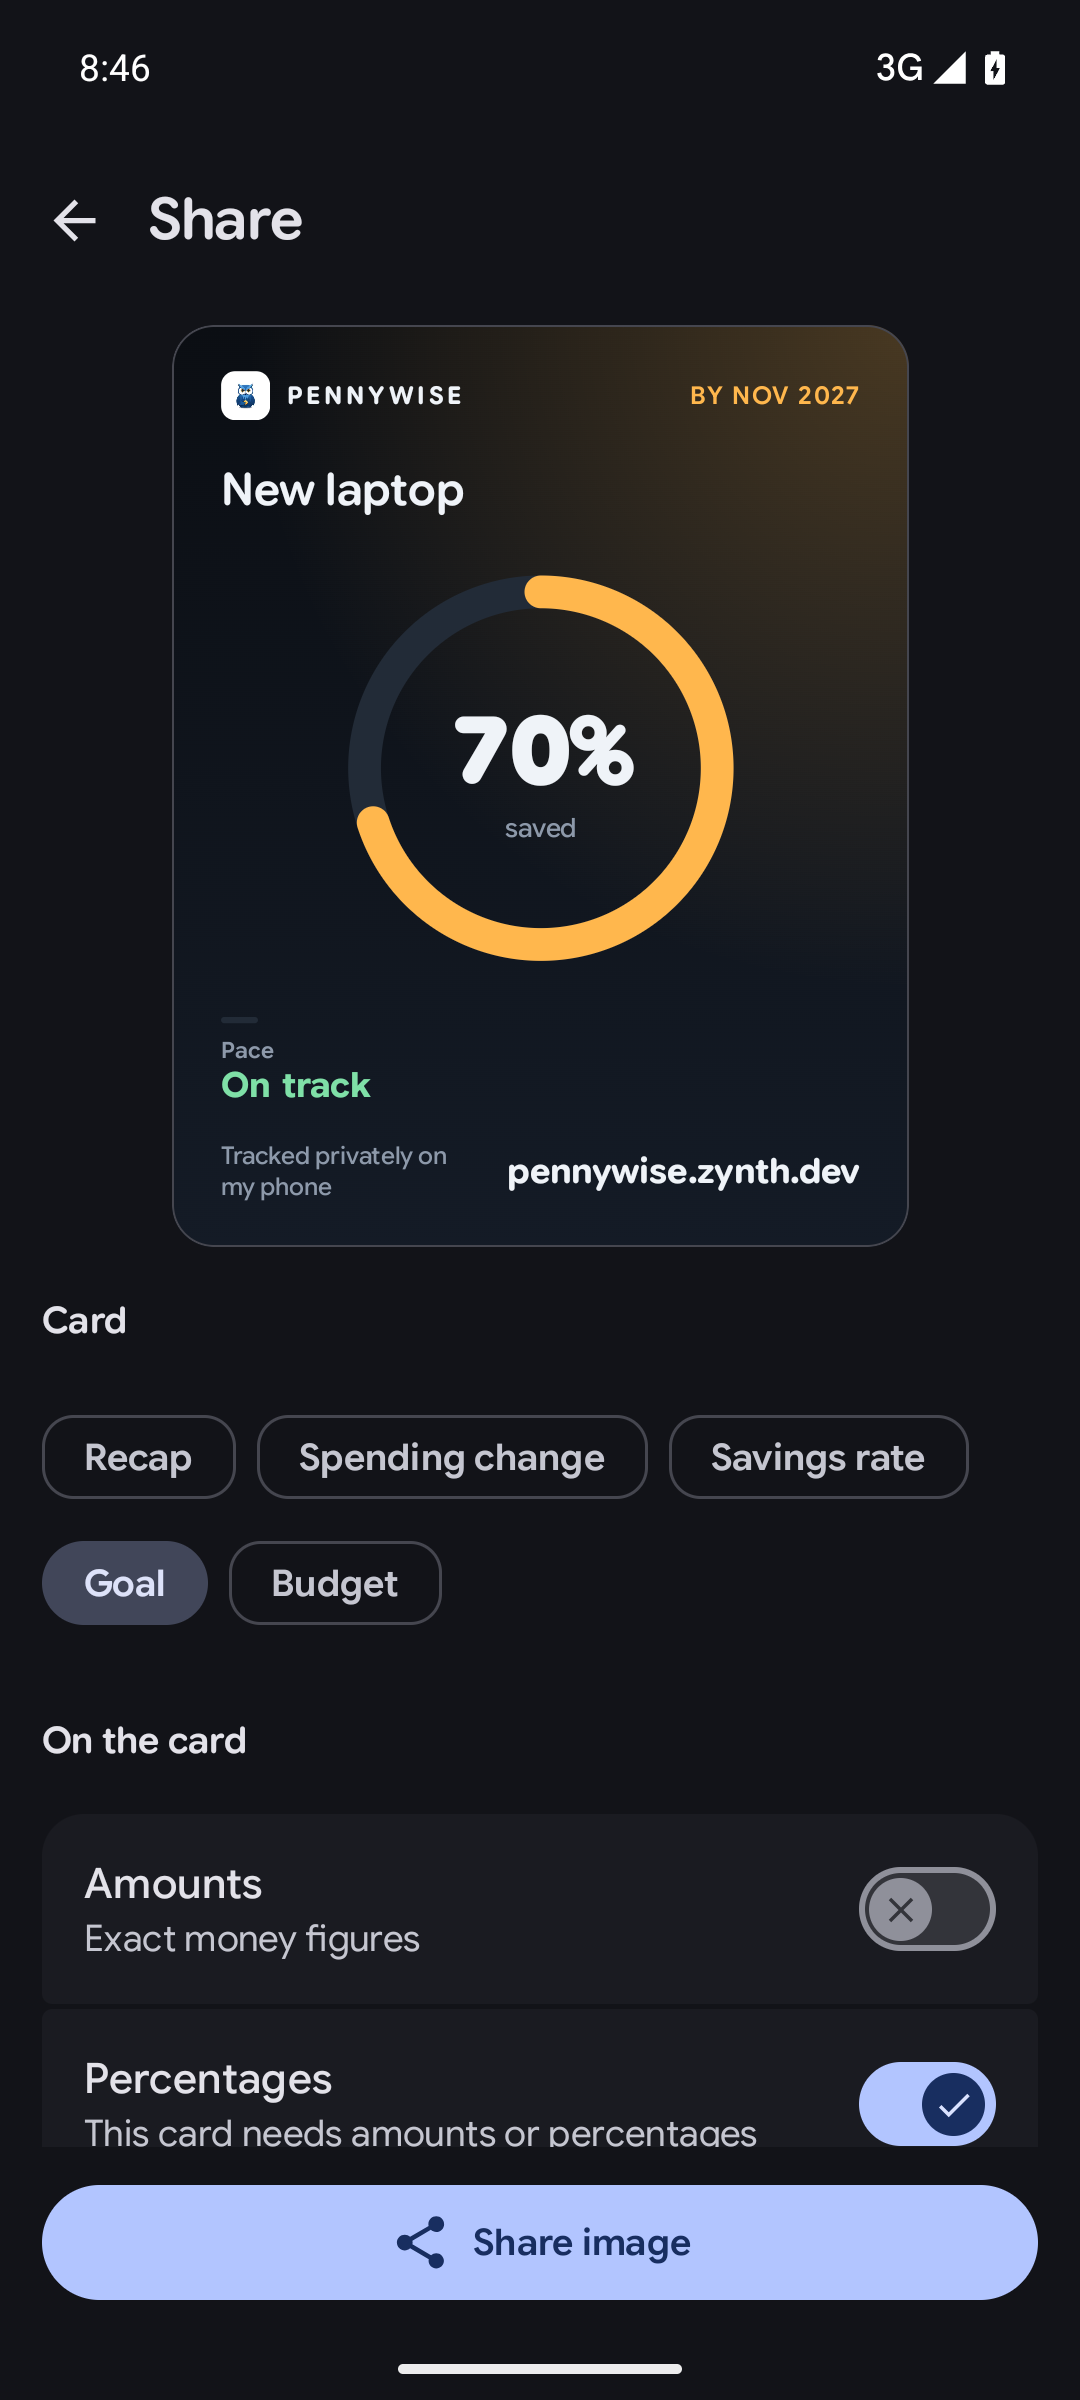 8:46
3G
Share
PENNYWISE
BY NOV 2027
New laptop
70%
saved
Pace
On track
Tracked privately on
my phone
pennywise.zynth.dev
Card
Recap
Spending change
Savings rate
Goal
Budget
On the card
Amounts
Exact money figures
Percentages
This card needs amounts or percentages
Share image